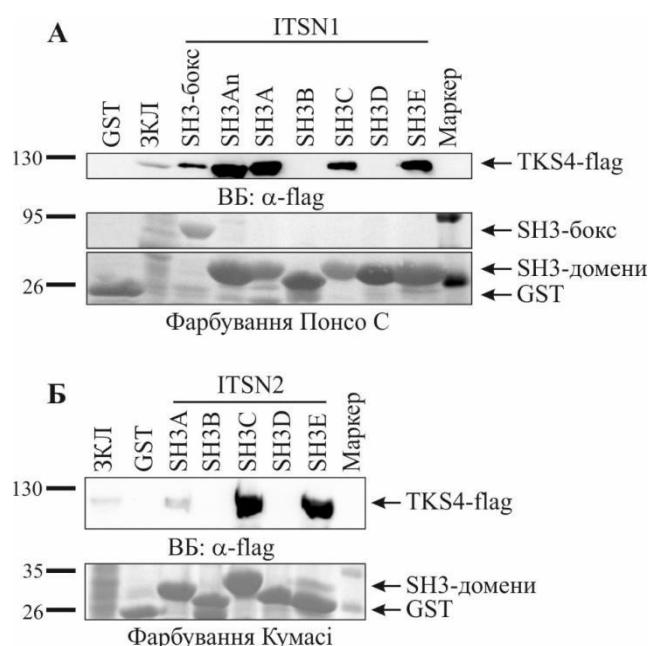 А
ITSN1
GST
ЗКЛ
SH3-бокс
SH3An
SH3A
SH3B
SH3C
SH3D
SH3E
Маркер
130
TKS4-flag
ВБ: α-flag
95
SH3-бокс
SH3-домени
26
GST
Фарбування Понсо С
Б
ITSN2
ЗКЛ
GST
SH3A
SH3B
SH3C
SH3D
SH3E
Маркер
130
TKS4-flag
ВБ: α-flag
35
SH3-домени
26
GST
Фарбування Кумасі